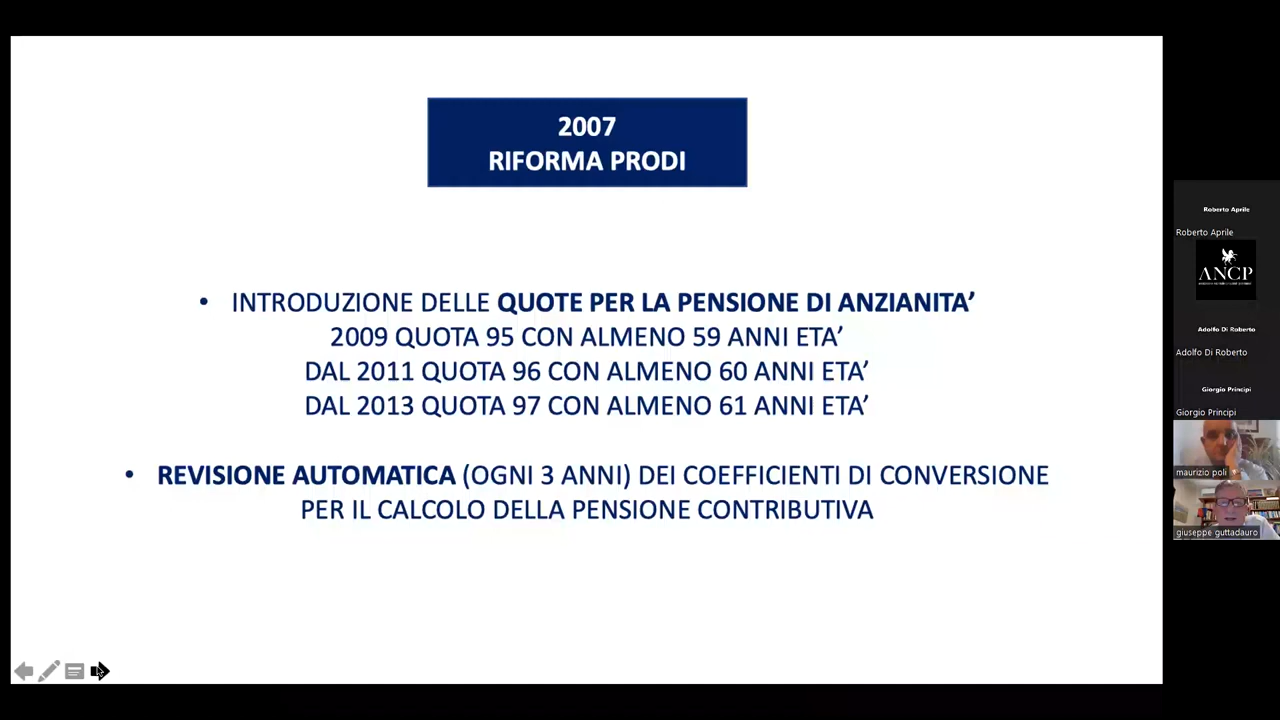 2007
RIFORMA PRODI
• INTRODUZIONE DELLE QUOTE PER LA PENSIONE DI ANZIANITA’
2009 QUOTA 95 CON ALMENO 59 ANNI ETA’
DAL 2011 QUOTA 96 CON ALMENO 60 ANNI ETA’
DAL 2013 QUOTA 97 CON ALMENO 61 ANNI ETA’
• REVISIONE AUTOMATICA (OGNI 3 ANNI) DEI COEFFICIENTI DI CONVERSIONE
PER IL CALCOLO DELLA PENSIONE CONTRIBUTIVA
Roberto Aprile
Roberto Aprile
ANCP
Adolfo Di Roberto
Adolfo Di Roberto
Giorgio Principi
Giorgio Principi
maurizio poli
giuseppe guttadauro